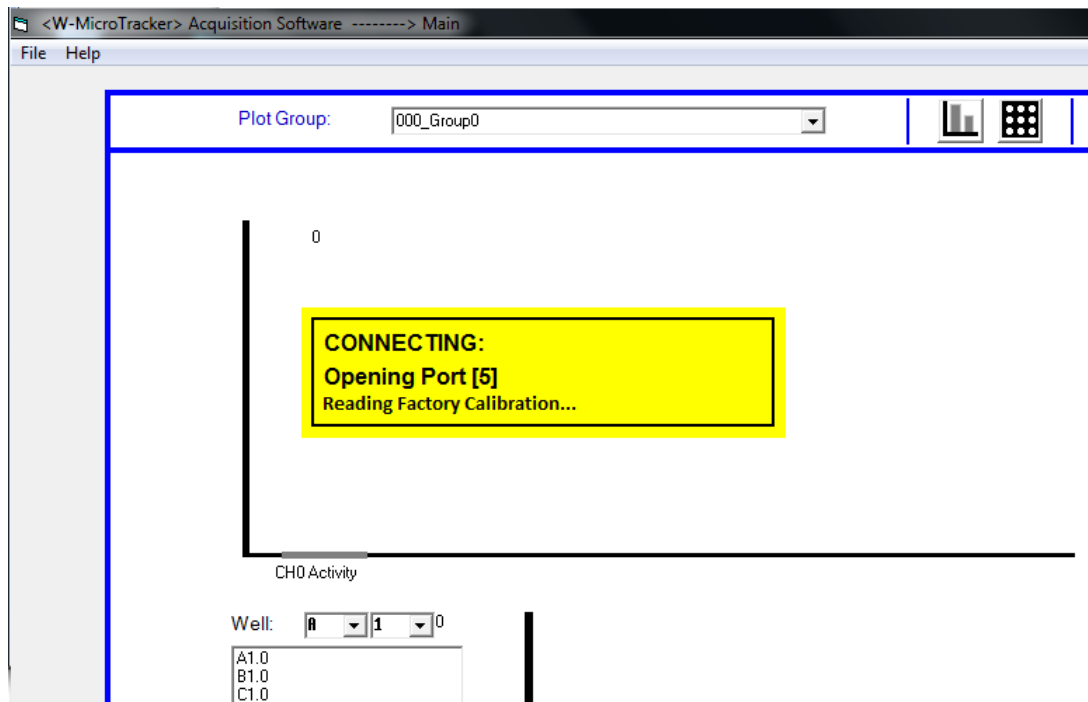 <W-MicroTracker> Acquisition Software --------> Main
File Help
Plot Group: 000_Group0
0
CONNECTING:
Opening Port [5]
Reading Factory Calibration...
CH0 Activity
Well: A 1 0
A1.0
B1.0
C1.0